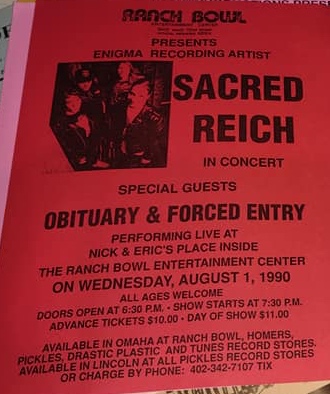 RANCH BOWL
ENTERTAINMENT CENTER
PRESENTS
ENIGMA RECORDING ARTIST
SACRED
REICH
IN CONCERT
SPECIAL GUESTS
OBITUARY & FORCED ENTRY
PERFORMING LIVE AT
NICK & ERIC'S PLACE INSIDE
THE RANCH BOWL ENTERTAINMENT CENTER
ON WEDNESDAY, AUGUST 1, 1990
ALL AGES WELCOME
DOORS OPEN AT 6:30 P.M. - SHOW STARTS AT 7:30 P.M.
ADVANCE TICKETS $10.00 - DAY OF SHOW $11.00
AVAILABLE IN OMAHA AT RANCH BOWL, HOMERS,
PICKLES, DRASTIC PLASTIC AND TUNES RECORD STORES.
AVAILABLE IN LINCOLN AT ALL PICKLES RECORD STORES
OR CHARGE BY PHONE: 402-342-7107 TIX